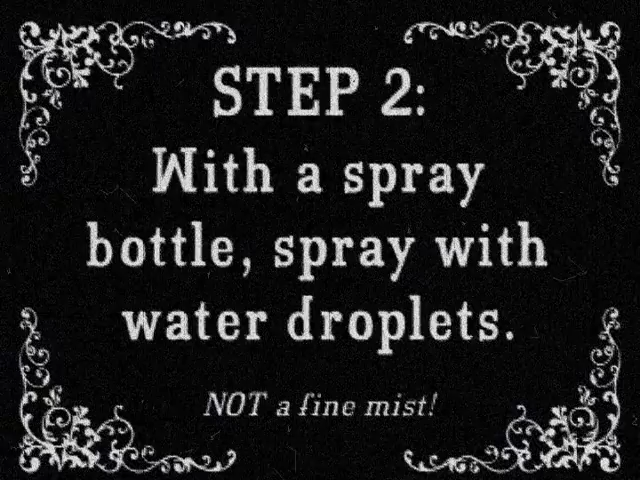 STEP 2:
With a spray
bottle, spray with
water droplets.
NOT a fine mist!